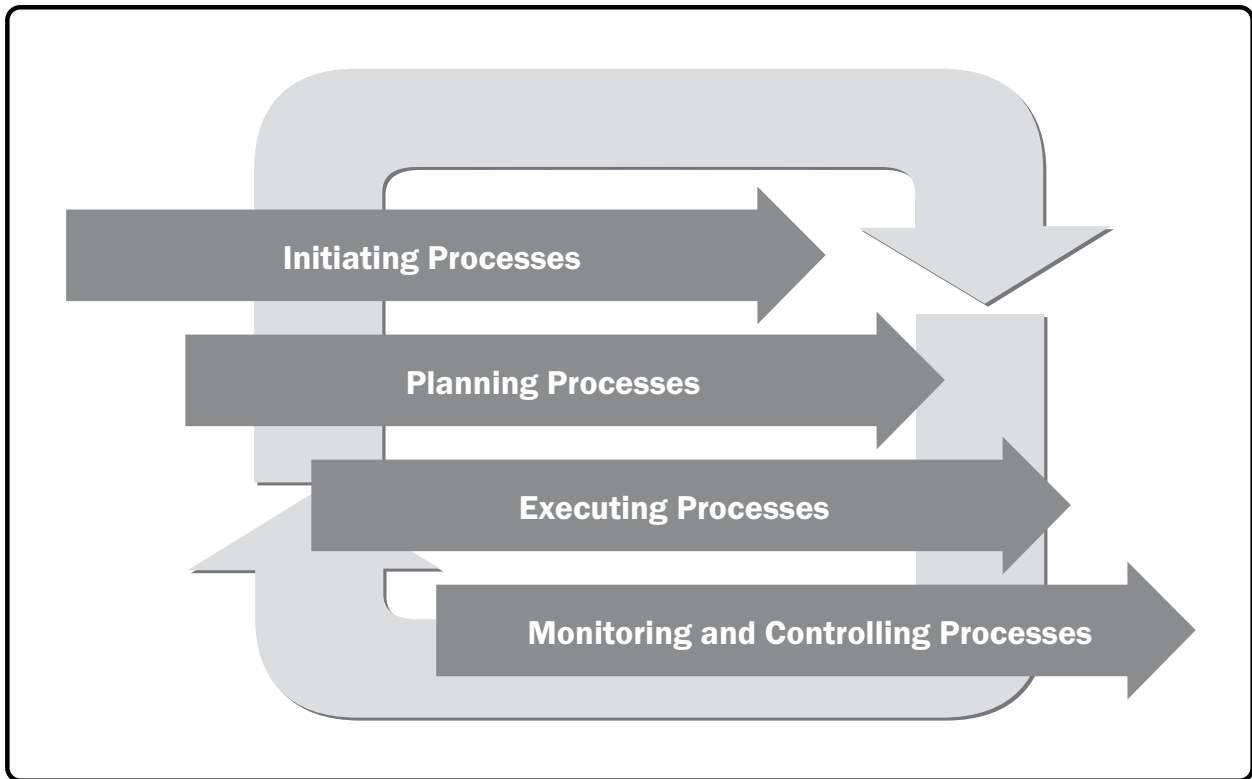 Initiating Processes
Planning Processes
Executing Processes
Monitoring and Controlling Processes